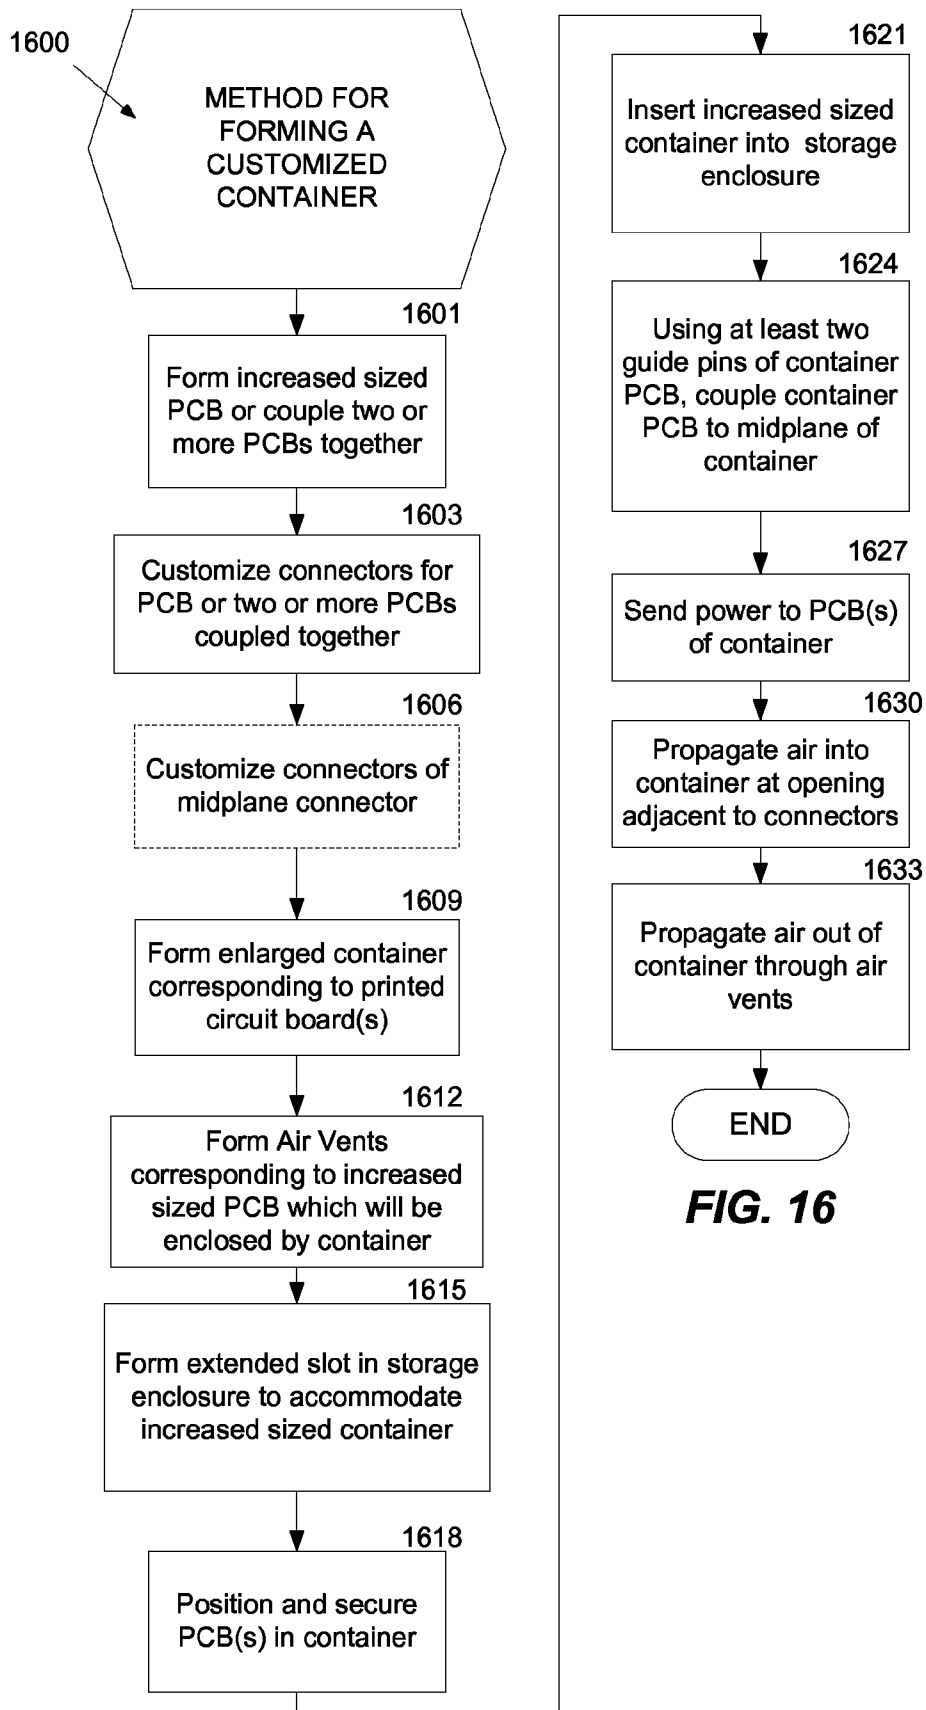 1600
METHOD FOR
FORMING A
CUSTOMIZED
CONTAINER
1601
Form increased sized
PCB or couple two or
more PCBs together
1603
Customize connectors for
PCB or two or more PCBs
coupled together
1606
Customize connectors of
midplane connector
1609
Form enlarged container
corresponding to printed
circuit board(s)
1612
Form Air Vents
corresponding to increased
sized PCB which will be
enclosed by container
1615
Form extended slot in storage
enclosure to accommodate
increased sized container
1618
Position and secure
PCB(s) in container
1621
Insert increased sized
container into storage
enclosure
1624
Using at least two
guide pins of container
PCB, couple container
PCB to midplane of
container
1627
Send power to PCB(s)
of container
1630
Propagate air into
container at opening
adjacent to connectors
1633
Propagate air out of
container through air
vents
END
FIG. 16